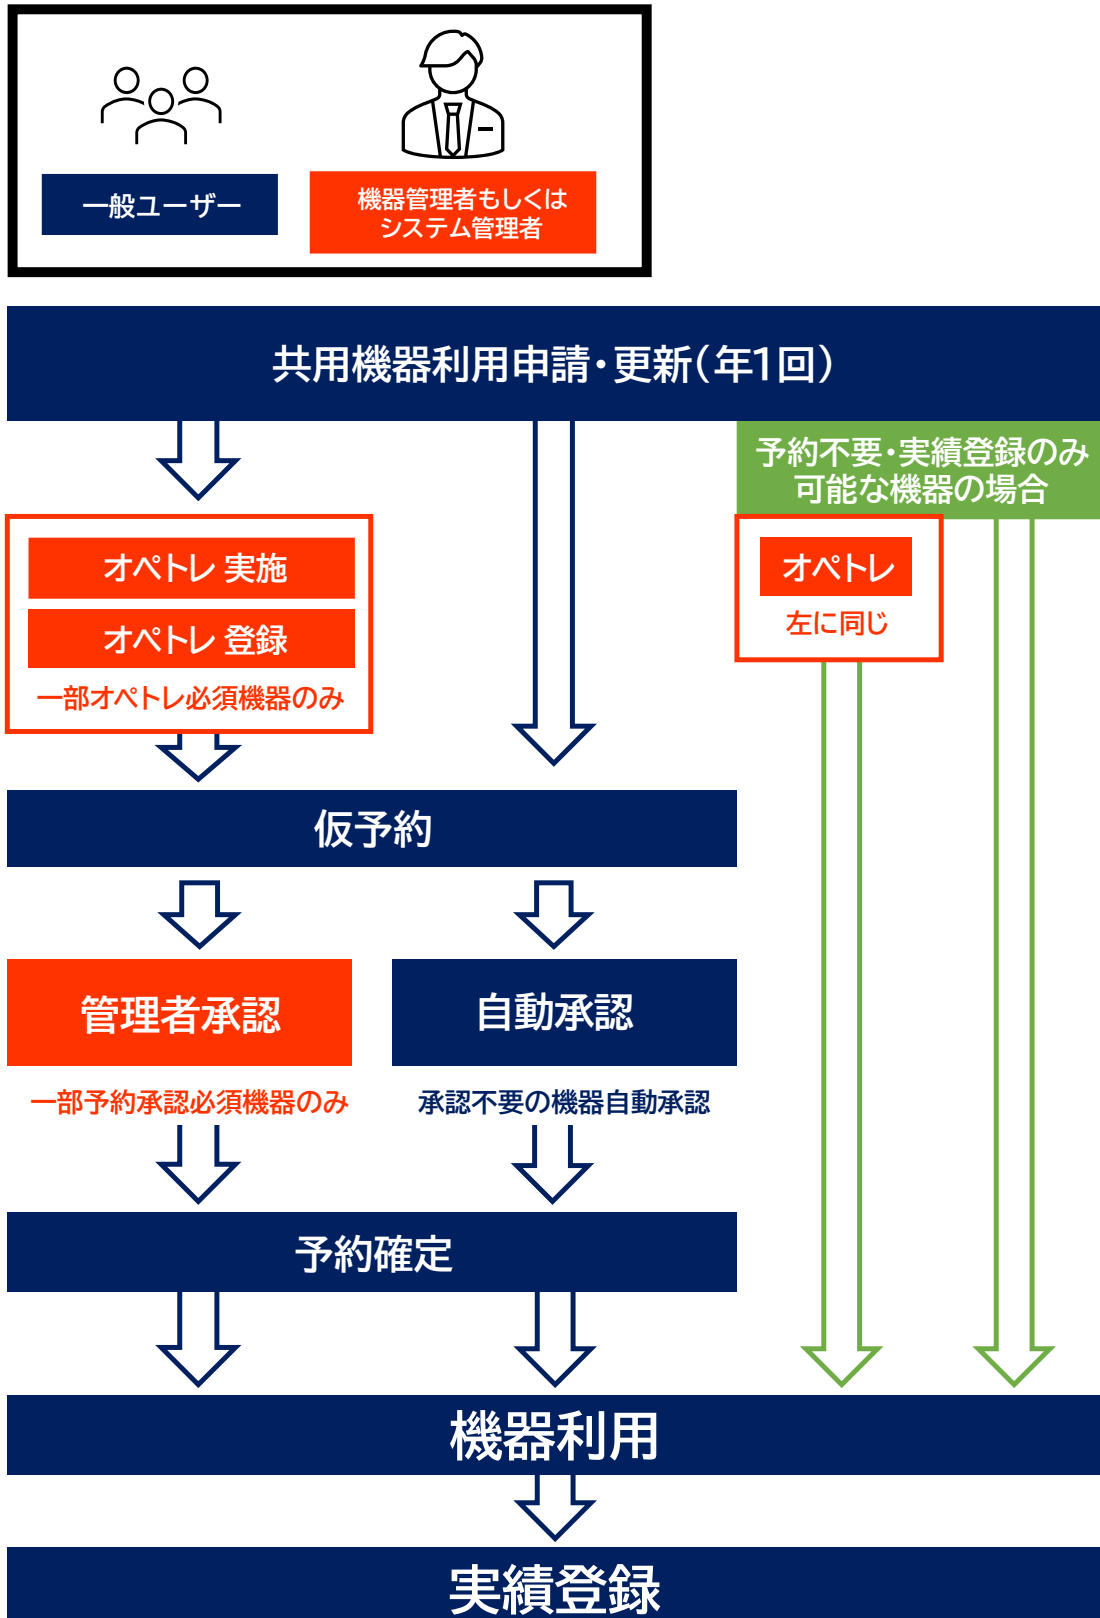 一般ユーザー
機器管理者もしくは
システム管理者
共用機器利用申請・更新(年1回)
予約不要・実績登録のみ
可能な機器の場合
オペトレ 実施
オペトレ 登録
一部オペトレ必須機器のみ
オペトレ
左に同じ
仮予約
管理者承認
自動承認
一部予約承認必須機器のみ
承認不要の機器自動承認
予約確定
機器利用
実績登録